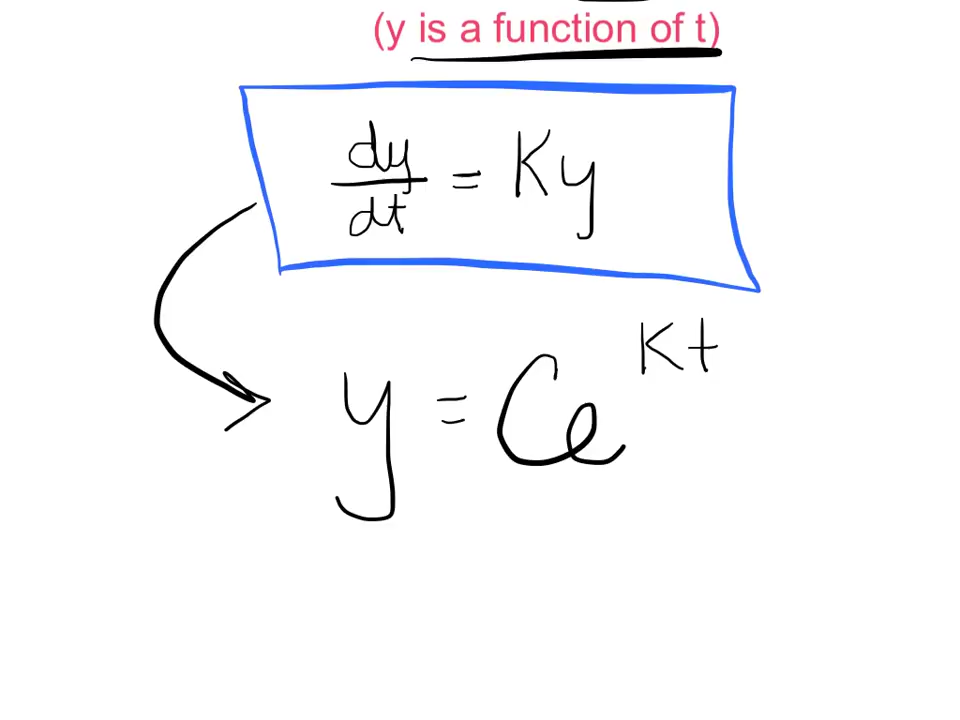 (y is a function of t)
dy/dt = Ky
y = Ce^Kt